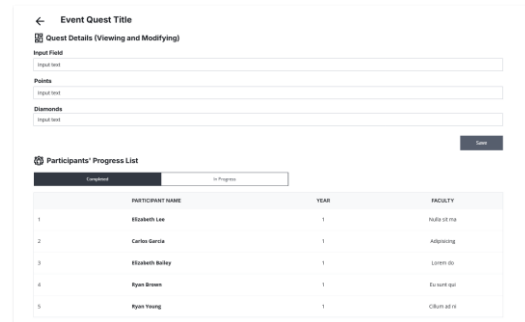 Event Quest Title
Quest Details (Viewing and Modifying)
Input Field
Input text
Points
Input text
Diamonds
Input text
Save
Participants' Progress List
Completed In Progress
PARTICIPANT NAME YEAR FACULTY
1 Elizabeth Lee 1 Nulla sit ma
2 Carlos Garcia 1 Adipisicing
3 Elizabeth Bailey 1 Lorem do
4 Ryan Brown 1 Eu sunt qui
5 Ryan Young 1 Cillum ad ni